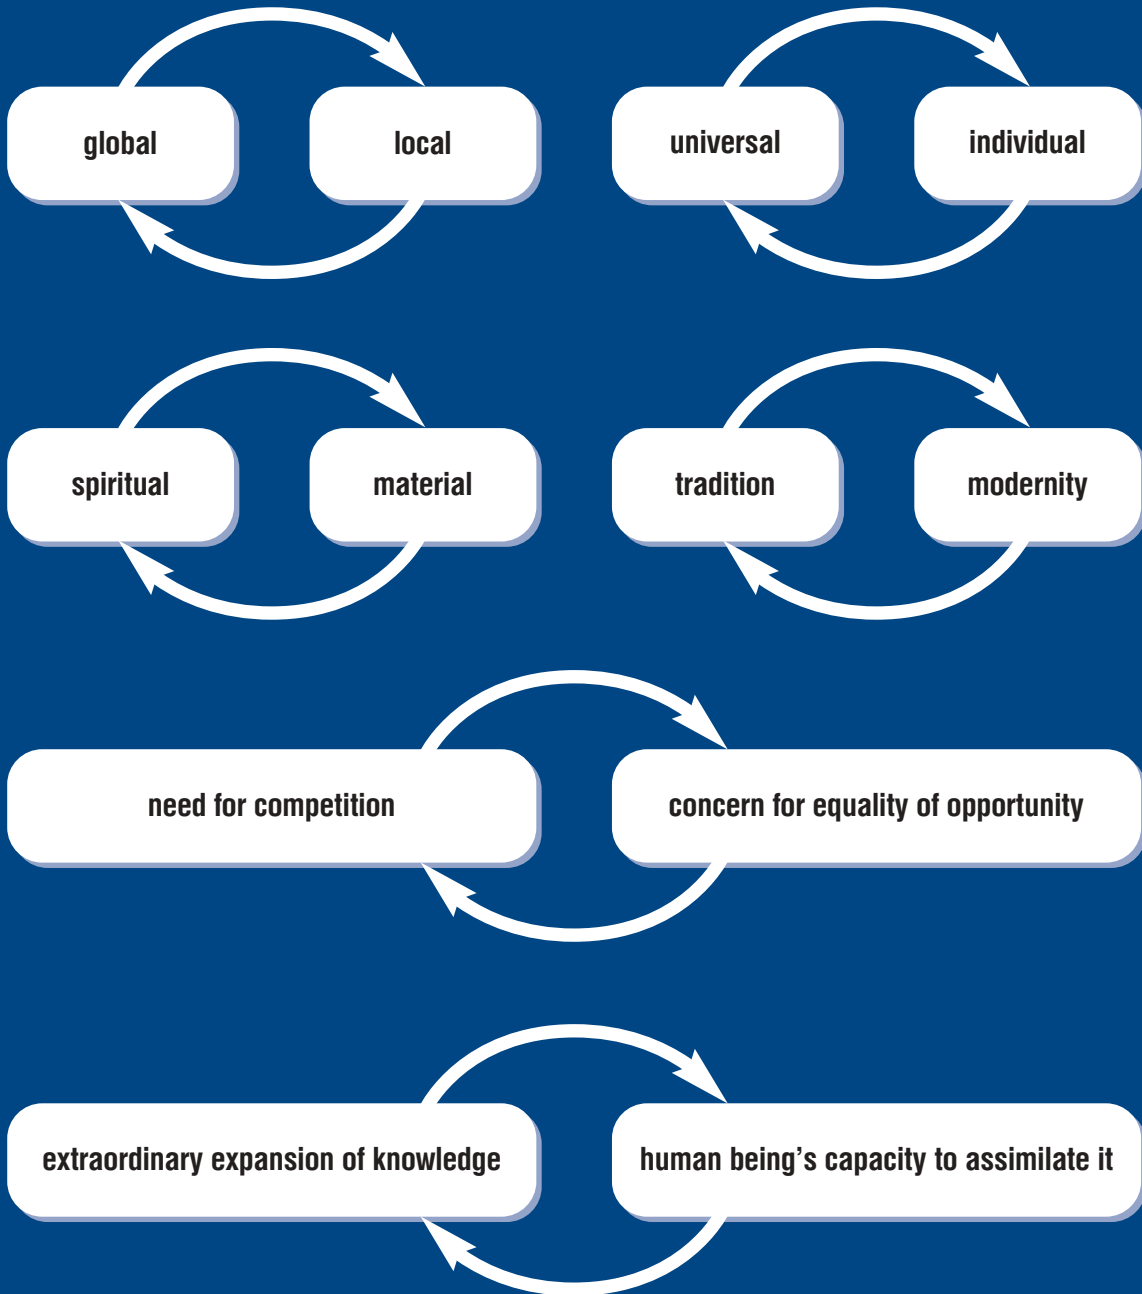 global
local
universal
individual
spiritual
material
tradition
modernity
need for competition
concern for equality of opportunity
extraordinary expansion of knowledge
human being’s capacity to assimilate it